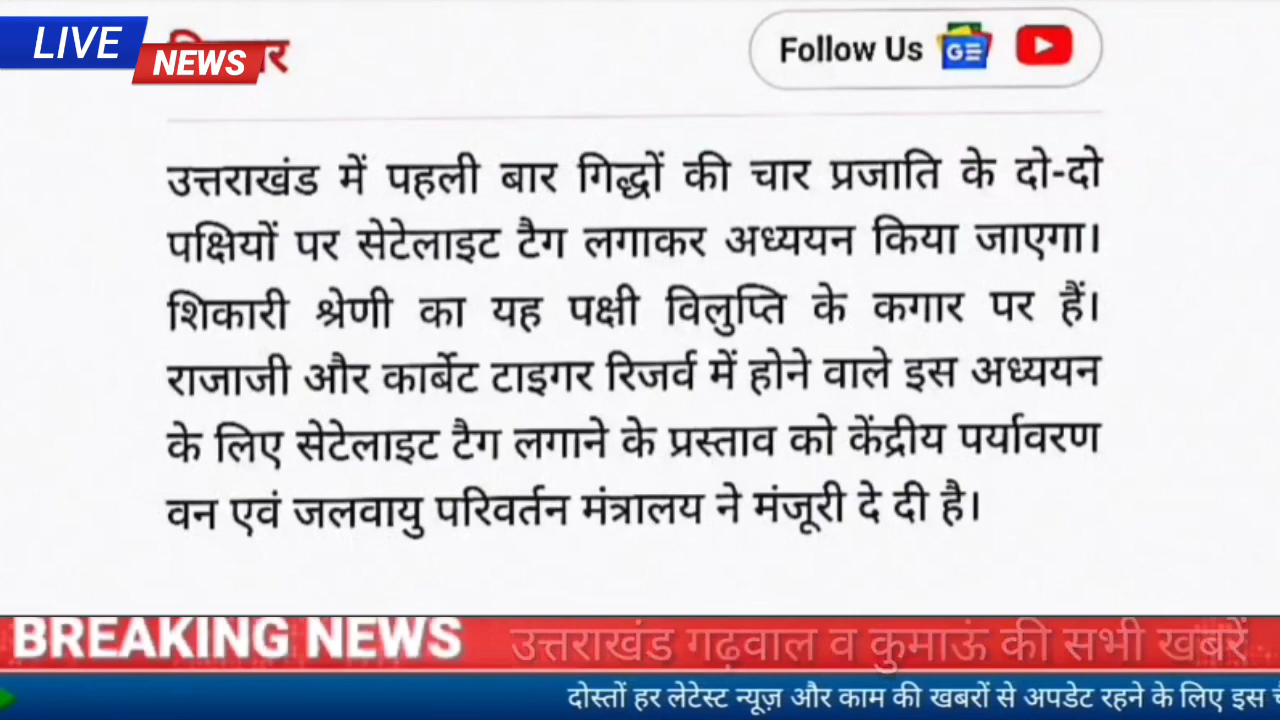 LIVE
NEWS
Follow Us
GE
उत्तराखंड में पहली बार गिद्धों की चार प्रजाति के दो-दो
पक्षियों पर सेटेलाइट टैग लगाकर अध्ययन किया जाएगा।
शिकारी श्रेणी का यह पक्षी विलुप्ति के कगार पर हैं।
राजाजी और कार्बेट टाइगर रिजर्व में होने वाले इस अध्ययन
के लिए सेटेलाइट टैग लगाने के प्रस्ताव को केंद्रीय पर्यावरण
वन एवं जलवायु परिवर्तन मंत्रालय ने मंजूरी दे दी है।
BREAKING NEWS उत्तराखंड गढ़वाल व कुमाऊं की सभी खबरें
दोस्तों हर लेटेस्ट न्यूज़ और काम की खबरों से अपडेट रहने के लिए इस